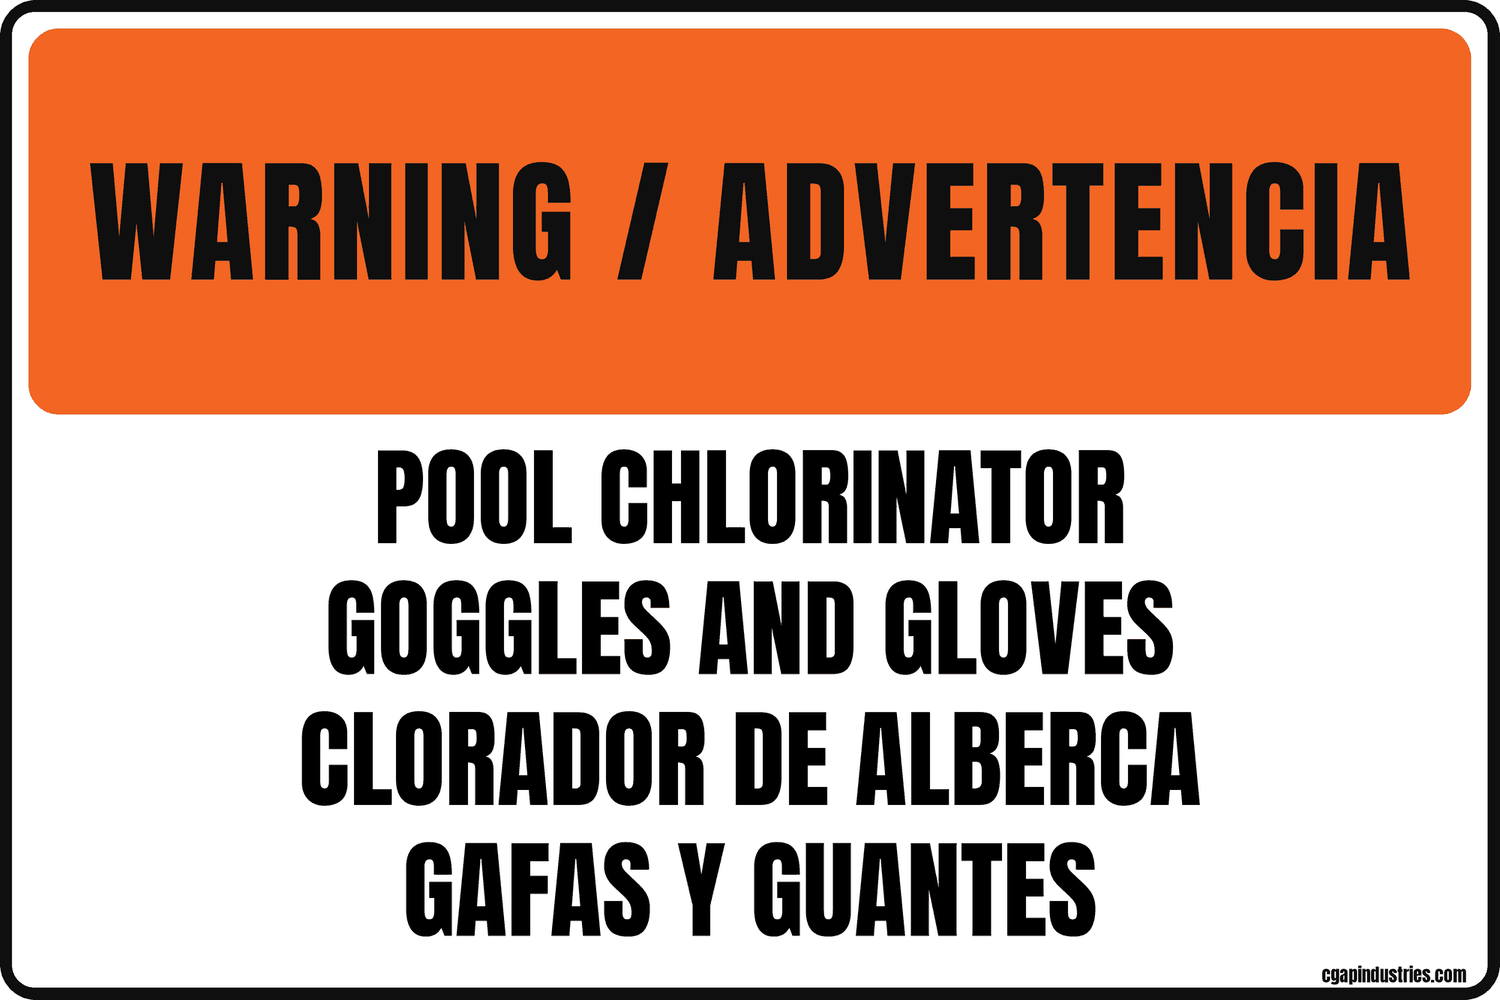 WARNING / ADVERTENCIA
POOL CHLORINATOR
GOGGLES AND GLOVES
CLORADOR DE ALBERCA
GAFAS Y GUANTES
cgapindustries.com